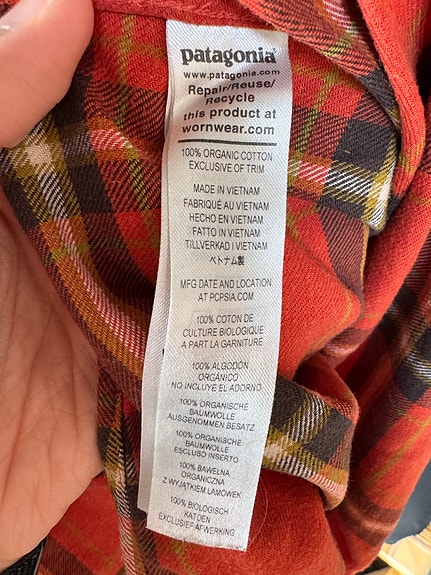 patagonia®
www.patagonia.com
Repair/Reuse/
Recycle
this product at
wornwear.com
100% ORGANIC COTTON
EXCLUSIVE OF TRIM
MADE IN VIETNAM
FABRIQUÉ AU VIETNAM
HECHO EN VIETNAM
FATTO IN VIETNAM
TILLVERKAD I VIETNAM
ベトナム製
MFG DATE AND LOCATION
AT PCPSIA.COM
100% COTON DE
CULTURE BIOLOGIQUE
A PART LA GARNITURE
100% ALGODÓN
ORGÁNICO
NO INCLUYE EL ADORNO
100% ORGANISCHE
BAUMWOLLE
AUSGENOMMEN BESATZ
100% ORGANISCHE
BAUMWOLLE
ESCLUSO INSERTO
100% BAWEŁNA
ORGANICZNA
Z WYJĄTKIEM LAMÓWEK
100% BIOLOGISCH
KATOEN
EXCLUSIEF AFWERKING